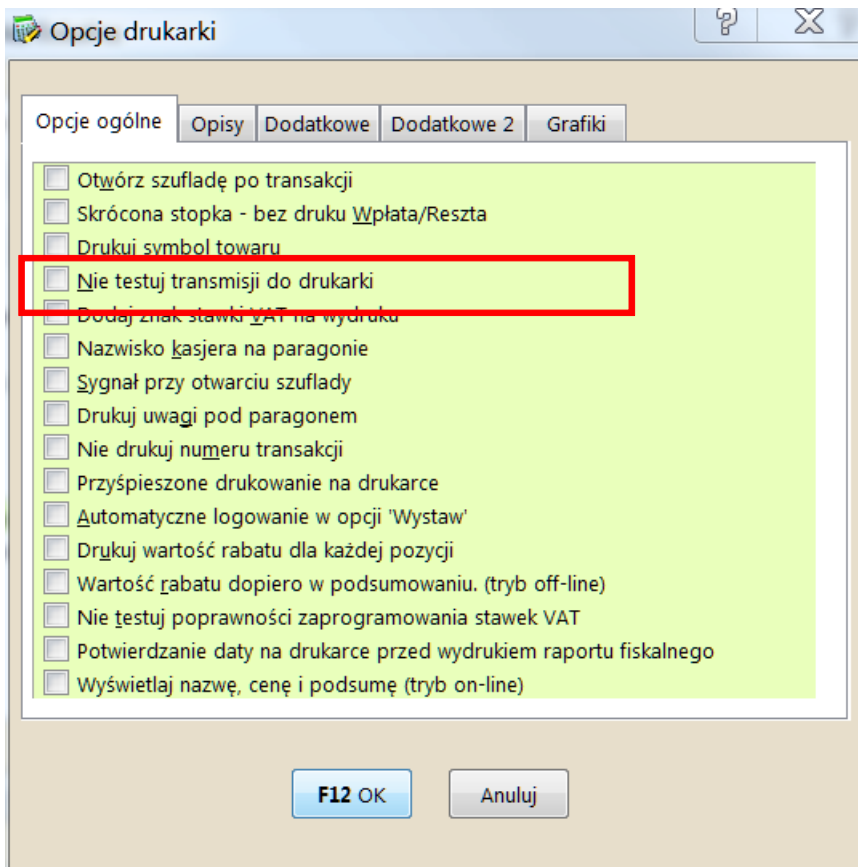 Opcje drukarki
Opcje ogólne Opisy Dodatkowe Dodatkowe 2 Grafiki
Otwórz szufladę po transakcji
Skrócona stopka - bez druku Wpłata/Reszta
Drukuj symbol towaru
Nie testuj transmisji do drukarki
Dodaj znak stawki VAT na wydruku
Nazwisko kasjera na paragonie
Sygnał przy otwarciu szuflady
Drukuj uwagi pod paragonem
Nie drukuj numeru transakcji
Przyśpieszone drukowanie na drukarce
Automatyczne logowanie w opcji 'Wystaw'
Drukuj wartość rabatu dla każdej pozycji
Wartość rabatu dopiero w podsumowaniu. (tryb off-line)
Nie testuj poprawności zaprogramowania stawek VAT
Potwierdzanie daty na drukarce przed wydrukiem raportu fiskalnego
Wyświetlaj nazwę, cenę i podsumę (tryb on-line)
F12 OK Anuluj